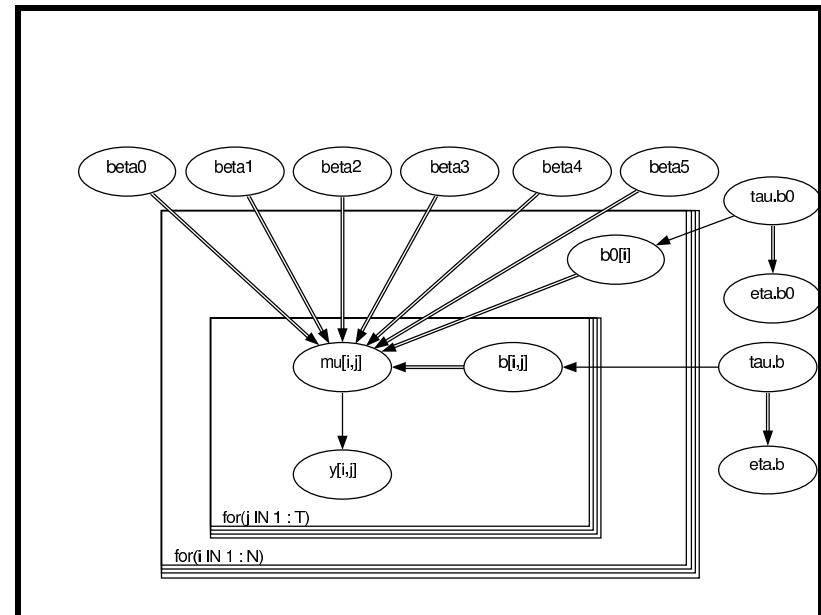 beta0 beta1 beta2 beta3 beta4 beta5
tau.b0
b0[i]
eta.b0
mu[i,j] b[i,j] tau.b
y[i,j] eta.b
for(j IN 1 : T)
for(i IN 1 : N)